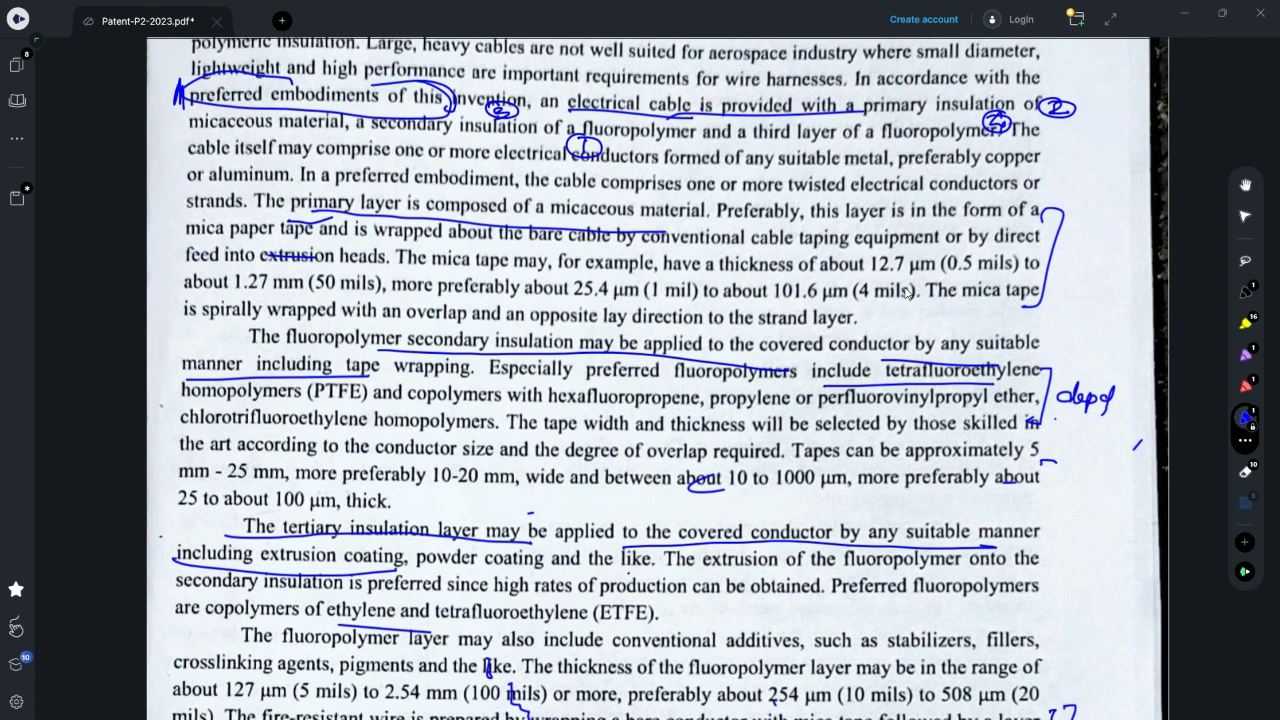 Patent-P2-2023.pdf*
Create account
Login
polymeric insulation. Large, heavy cables are not well suited for aerospace industry where small diameter,
lightweight and high performance are important requirements for wire harnesses. In accordance with the
preferred embodiments of this invention, an electrical cable is provided with a primary insulation of
micaceous material, a secondary insulation of a fluoropolymer and a third layer of a fluoropolymer. The
cable itself may comprise one or more electrical conductors formed of any suitable metal, preferably copper
or aluminum. In a preferred embodiment, the cable comprises one or more twisted electrical conductors or
strands. The primary layer is composed of a micaceous material. Preferably, this layer is in the form of a
mica paper tape and is wrapped about the bare cable by conventional cable taping equipment or by direct
feed into extrusion heads. The mica tape may, for example, have a thickness of about 12.7 μm (0.5 mils) to
about 1.27 mm (50 mils), more preferably about 25.4 μm (1 mil) to about 101.6 μm (4 mils). The mica tape
is spirally wrapped with an overlap and an opposite lay direction to the strand layer.
The fluoropolymer secondary insulation may be applied to the covered conductor by any suitable
manner including tape wrapping. Especially preferred fluoropolymers include tetrafluoroethylene
homopolymers (PTFE) and copolymers with hexafluoropropene, propylene or perfluorovinylpropyl ether,
chlorotrifluoroethylene homopolymers. The tape width and thickness will be selected by those skilled in
the art according to the conductor size and the degree of overlap required. Tapes can be approximately 5
mm - 25 mm, more preferably 10-20 mm, wide and between about 10 to 1000 μm, more preferably about
25 to about 100 μm, thick.
The tertiary insulation layer may be applied to the covered conductor by any suitable manner
including extrusion coating, powder coating and the like. The extrusion of the fluoropolymer onto the
secondary insulation is preferred since high rates of production can be obtained. Preferred fluoropolymers
are copolymers of ethylene and tetrafluoroethylene (ETFE).
The fluoropolymer layer may also include conventional additives, such as stabilizers, fillers,
crosslinking agents, pigments and the like. The thickness of the fluoropolymer layer may be in the range of
about 127 μm (5 mils) to 2.54 mm (100 mils) or more, preferably about 254 μm (10 mils) to 508 μm (20
mils). The fire-resistant wire is prepared by wrapping a bare conductor with mica tape followed by a layer